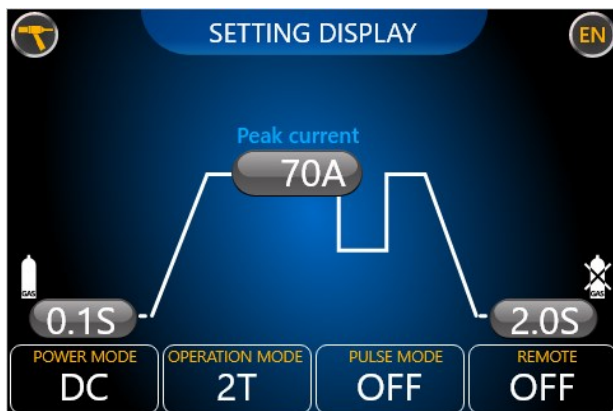 SETTING DISPLAY
EN
Peak current
70A
GAS
GAS
0.1S
2.0S
POWER MODE
OPERATION MODE
PULSE MODE
REMOTE
DC
2T
OFF
OFF